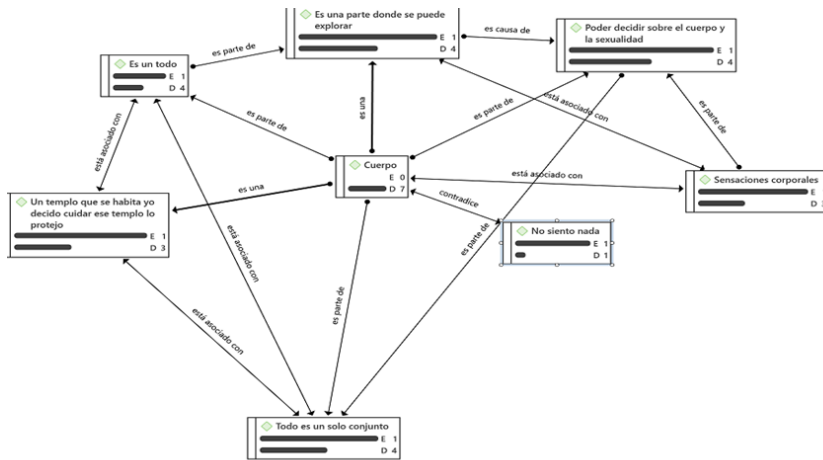 Es una parte donde se puede
explorar
E 1
D 4
es causa de
Poder decidir sobre el cuerpo y
la sexualidad
E 1
D 4
es parte de
Es un todo
E 1
D 4
es una
es parte de
está asociado con
es parte de
es parte de
está asociado con
Cuerpo
E 0
D 7
está asociado con
Sensaciones corporales
E
D
Un templo que se habita yo
decido cuidar ese templo lo
protejo
E 1
D 3
es una
contradice
No siento nada
E 1
D 1
está asociado con
es parte de
es parte de
está asociado con
Todo es un solo conjunto
E 1
D 4